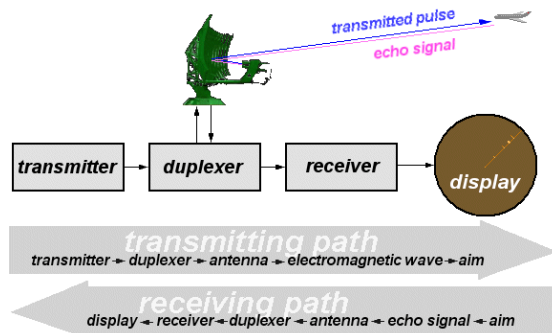 transmitted pulse
echo signal
transmitter
duplexer
receiver
display
transmitting path
transmitter → duplexer → antenna → electromagnetic wave → aim
receiving path
display ← receiver ← duplexer ← antenna ← echo signal ← aim